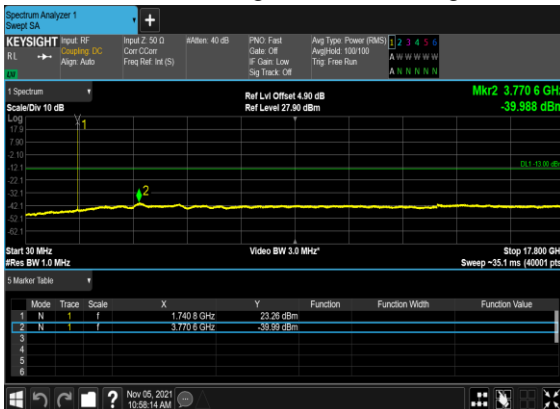 Spectrum Analyzer 1
Swept SA
+
KEYSIGHT Input: RF Input Z: 50 Ω #Atten: 40 dB PNO: Fast Avg Type: Power (RMS) 1 2 3 4 5 6
RL Coupling: DC Corr CCorr Gate: Off Avg|Hold: 100/100 A W W W W W
Align: Auto Freq Ref: Int (S) IF Gain: Low Trig: Free Run
Sig Track: Off A N N N N N
1 Spectrum Ref Lvl Offset 4.90 dB Mkr2 3.770 6 GHz
Scale/Div 10 dB Ref Level 27.90 dBm -39.988 dBm
Log
17.9
7.90
-2.10
-12.1
-22.1
-32.1
-42.1
-52.1
-62.1
1
2
DL1 -13.00 dBm
Start 30 MHz Video BW 3.0 MHz* Stop 17.800 GH
#Res BW 1.0 MHz Sweep ~35.1 ms (40001 pts
5 Marker Table
Mode Trace Scale X Y Function Function Width Function Value
1 N 1 f 1.740 8 GHz 23.26 dBm
2 N 1 f 3.770 6 GHz -39.99 dBm
3
4
5
6
? Nov 05, 2021
10:58:14 AM